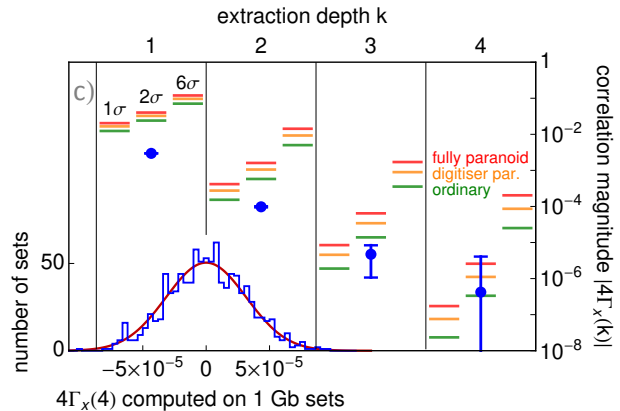 extraction depth k
1 2 3 4
c)
1σ 2σ 6σ
fully paranoid
digitiser par.
ordinary
1
10⁻²
10⁻⁴
10⁻⁶
10⁻⁸
correlation magnitude |4Γₓ(k)|
number of sets
50
0
−5×10⁻⁵ 0 5×10⁻⁵
4Γₓ(4) computed on 1 Gb sets